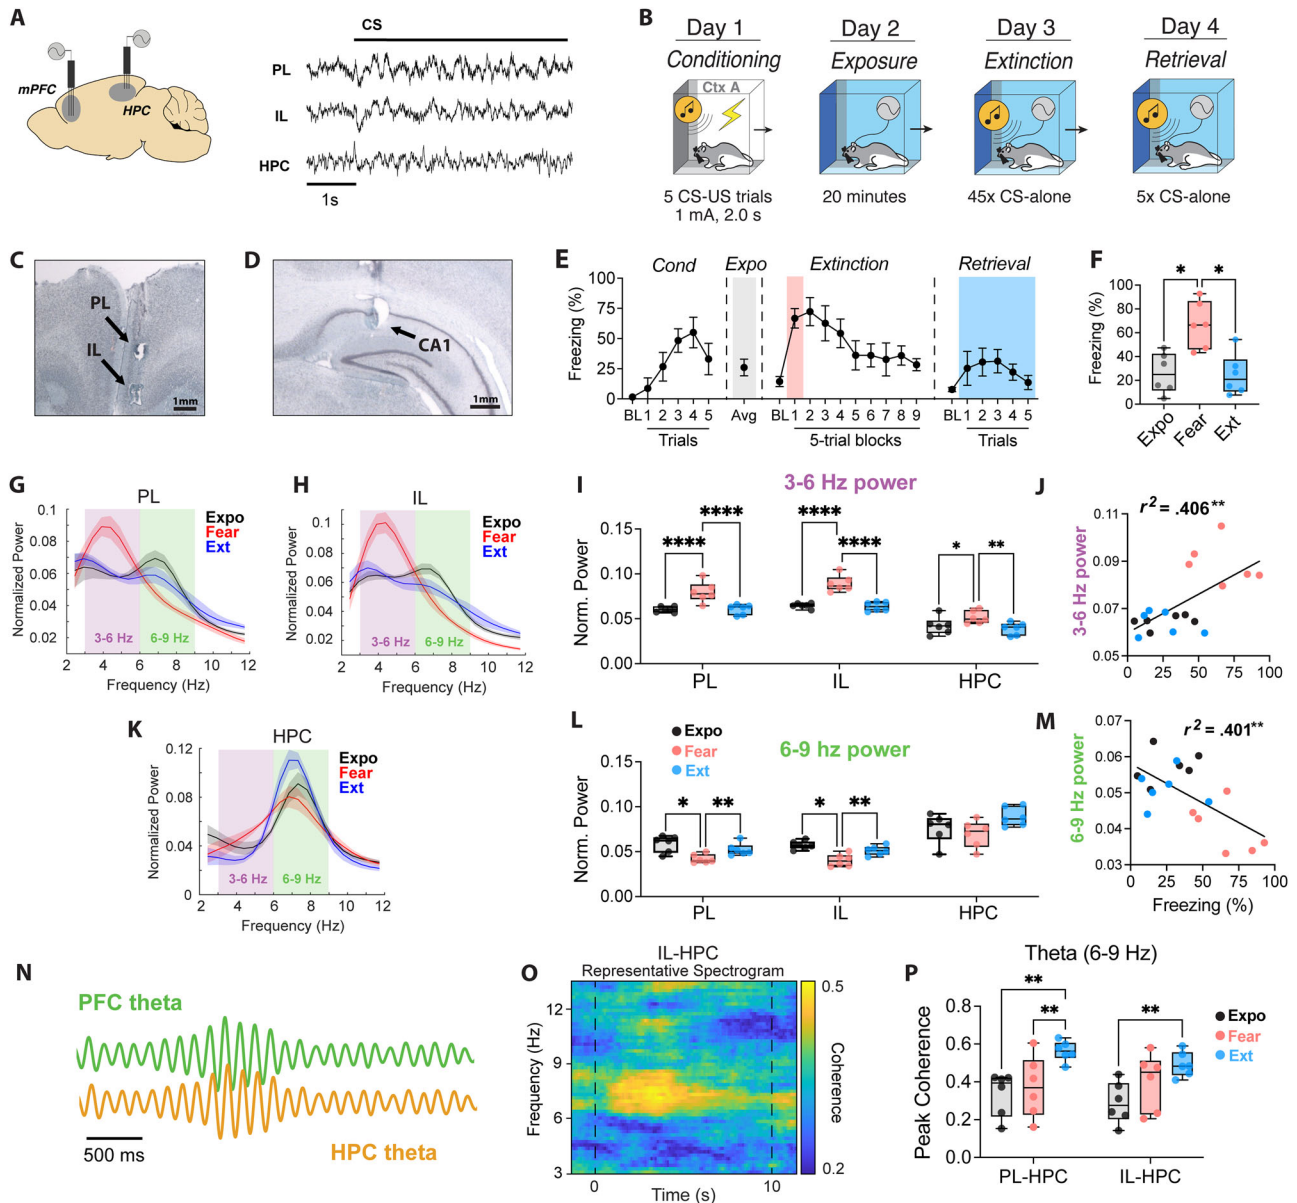 A
mPFC
HPC
CS
PL
IL
HPC
1s
B
Day 1
Conditioning
Ctx A
5 CS-US trials
1 mA, 2.0 s
Day 2
Exposure
20 minutes
Day 3
Extinction
45x CS-alone
Day 4
Retrieval
5x CS-alone
C
PL
IL
1mm
D
CA1
1mm
E
Cond Expo Extinction Retrieval
Freezing (%)
100
75
50
25
0
BL 1 2 3 4 5 Avg BL 1 2 3 4 5 6 7 8 9 BL 1 2 3 4 5
Trials 5-trial blocks Trials
F
* *
Freezing (%)
100
80
60
40
20
0
Expo Fear Ext
G
PL
Normalized Power
0.1
0.08
0.06
0.04
0.02
Expo
Fear
Ext
3-6 Hz 6-9 Hz
2 4 6 8 10 12
Frequency (Hz)
H
IL
0.1
0.08
0.06
0.04
0.02
Expo
Fear
Ext
3-6 Hz 6-9 Hz
2 4 6 8 10 12
Frequency (Hz)
I
3-6 Hz power
Norm. Power
0.15
0.10
0.05
0.00
**** **** **** **** * **
PL IL HPC
J
r² = .406**
3-6 Hz power
0.11
0.09
0.07
0.05
0 25 50 75 100
K
HPC
Normalized Power
0.12
0.08
0.04
0
Expo
Fear
Ext
3-6 Hz 6-9 Hz
2 4 6 8 10 12
Frequency (Hz)
L
Expo
Fear
Ext
6-9 hz power
Norm. Power
0.15
0.10
0.05
0.00
* ** * **
PL IL HPC
M
r² = .401**
6-9 Hz power
0.07
0.06
0.05
0.04
0.03
0 25 50 75 100
Freezing (%)
N
PFC theta
HPC theta
500 ms
O
IL-HPC
Representative Spectrogram
Frequency (Hz)
12
9
6
3
0 10
Time (s)
0.5
Coherence
0.2
P
Theta (6-9 Hz)
Peak Coherence
0.8
0.6
0.4
0.2
0.0
** ** **
Expo
Fear
Ext
PL-HPC IL-HPC